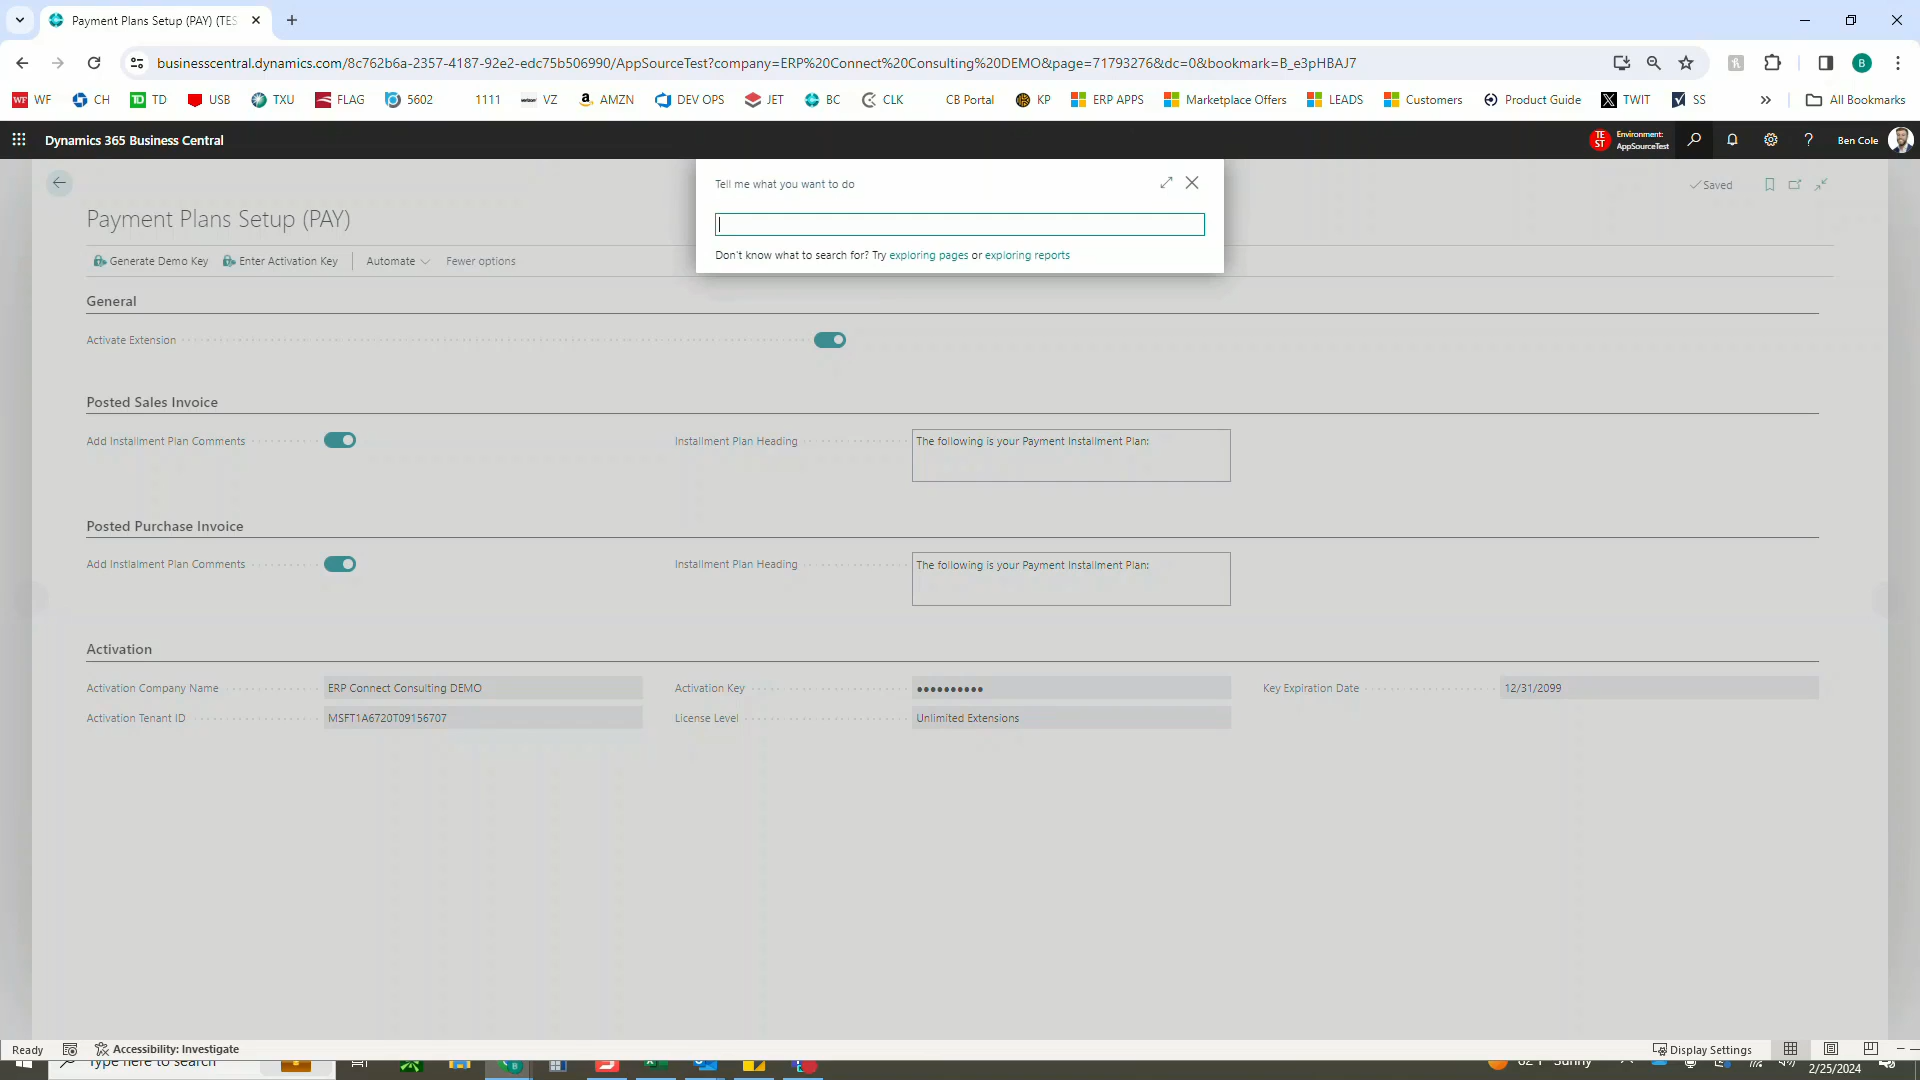 Payment Plans Setup (PAY) (TES
businesscentral.dynamics.com/8c762b6a-2357-4187-92e2-edc75b506990/AppSourceTest?company=ERP%20Connect%20Consulting%20DEMO&page=71793276&dc=0&bookmark=B_e3pHBAJ7
B
WF CH TD USB TXU FLAG 5602 1111 VZ AMZN DEV OPS JET BC CLK CB Portal KP ERP APPS Marketplace Offers LEADS Customers Product Guide TWIT SS All Bookmarks
Dynamics 365 Business Central
TE ST
Environment:
AppSourceTest
Ben Cole
Tell me what you want to do
Don't know what to search for? Try exploring pages or exploring reports
Saved
Payment Plans Setup (PAY)
Generate Demo Key Enter Activation Key Automate Fewer options
General
Activate Extension
Posted Sales Invoice
Add Installment Plan Comments
Installment Plan Heading
The following is your Payment Installment Plan:
Posted Purchase Invoice
Add Instlalment Plan Comments
Installment Plan Heading
The following is your Payment Installment Plan:
Activation
Activation Company Name
ERP Connect Consulting DEMO
Activation Key
••••••••••
Key Expiration Date
12/31/2099
Activation Tenant ID
MSFT1A6720T09156707
License Level
Unlimited Extensions
Ready
Accessibility: Investigate
Display Settings
Type here to search
Sunny
2/25/2024